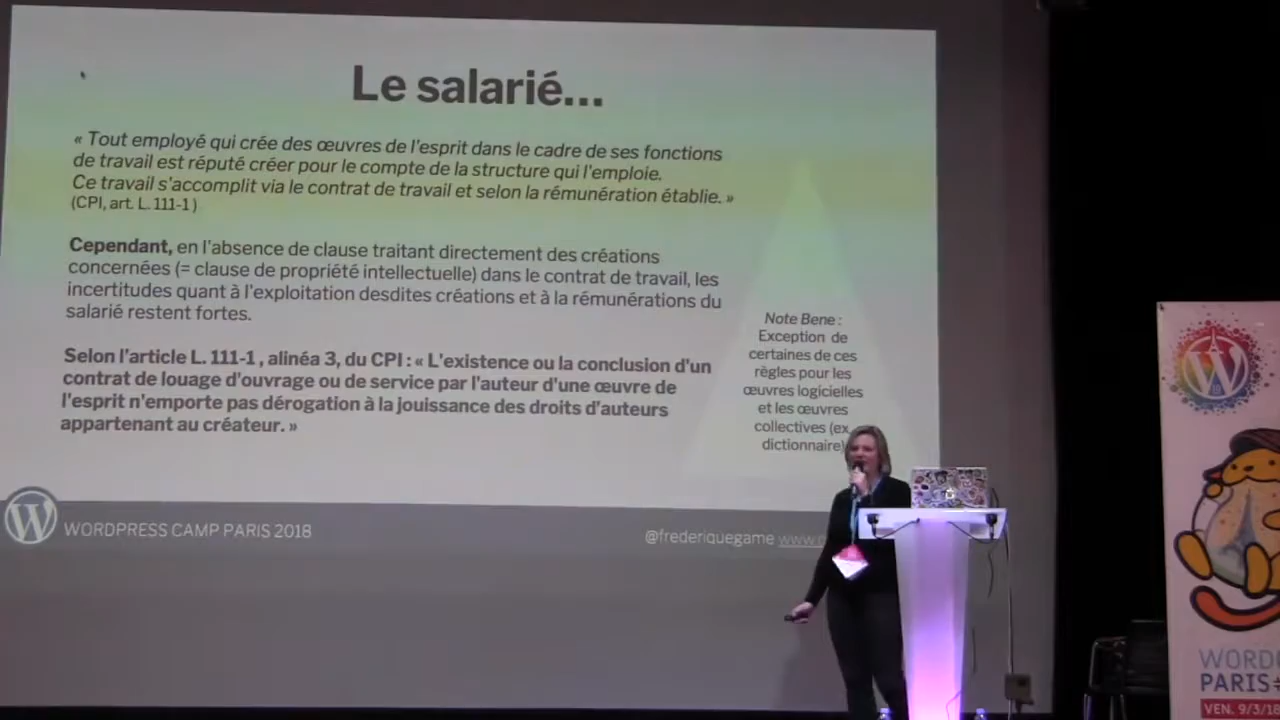 Le salarié...
« Tout employé qui crée des œuvres de l'esprit dans le cadre de ses fonctions
de travail est réputé créer pour le compte de la structure qui l'emploie.
Ce travail s'accomplit via le contrat de travail et selon la rémunération établie. »
(CPI, art. L. 111-1 )
Cependant, en l'absence de clause traitant directement des créations
concernées (= clause de propriété intellectuelle) dans le contrat de travail, les
incertitudes quant à l'exploitation desdites créations et à la rémunérations du
salarié restent fortes.
Selon l'article L. 111-1 , alinéa 3, du CPI : « L'existence ou la conclusion d'un
contrat de louage d'ouvrage ou de service par l'auteur d'une œuvre de
l'esprit n'emporte pas dérogation à la jouissance des droits d'auteurs
appartenant au créateur. »
Note Bene :
Exception de
certaines de ces
règles pour les
œuvres logicielles
et les œuvres
collectives (ex
dictionnaire)
WORDPRESS CAMP PARIS 2018
@frederiquegame www.
WORD
PARIS
VEN. 9/3/18